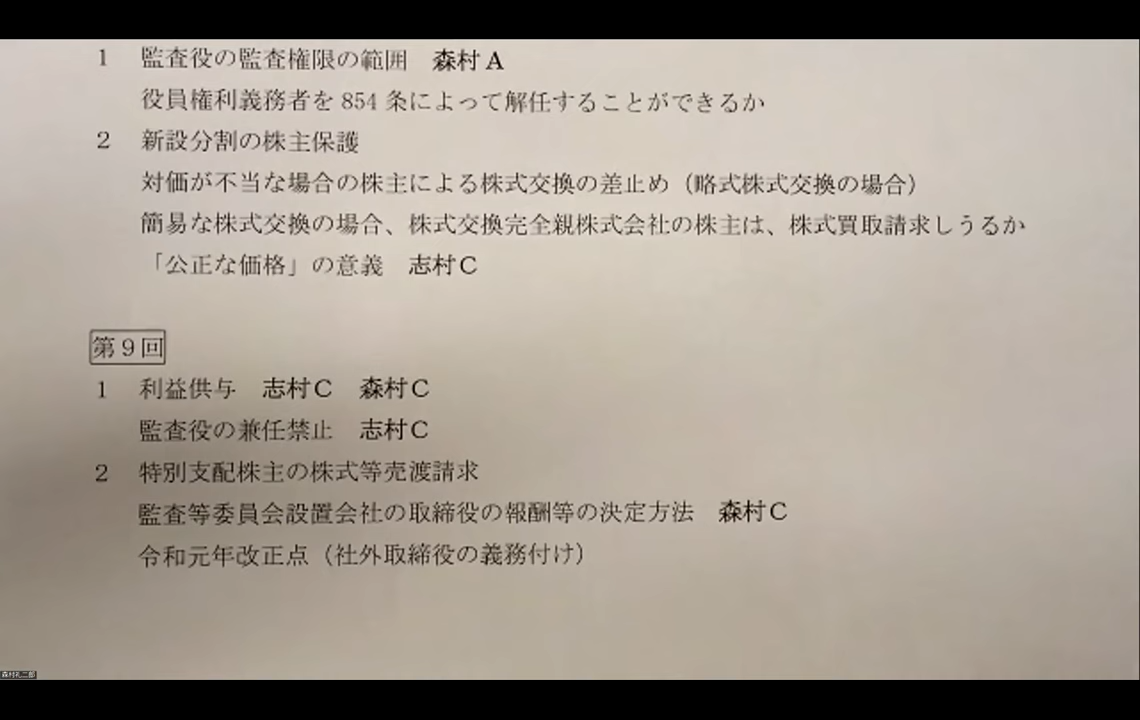 1 監査役の監査権限の範囲 森村A
役員権利義務者を 854 条によって解任することができるか
2 新設分割の株主保護
対価が不当な場合の株主による株式交換の差止め（略式株式交換の場合）
簡易な株式交換の場合、株式交換完全親株式会社の株主は、株式買取請求しうるか
「公正な価格」の意義 志村C
第9回
1 利益供与 志村C 森村C
監査役の兼任禁止 志村C
2 特別支配株主の株式等売渡請求
監査等委員会設置会社の取締役の報酬等の決定方法 森村C
令和元年改正点（社外取締役の義務付け）